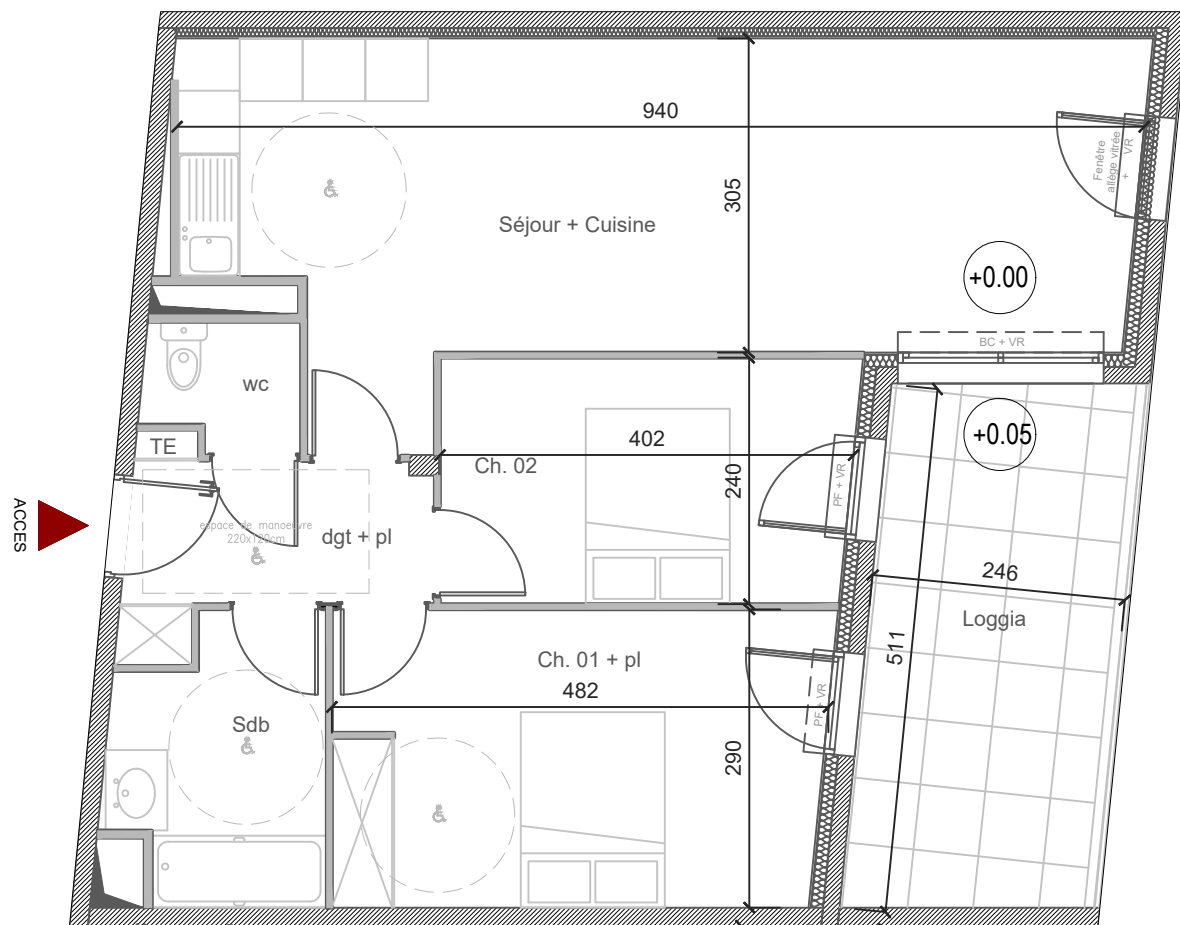 940
305
Séjour + Cuisine
Fenêtre
allège vitrée
+
VR
+0.00
BC + VR
wc
TE
402
Ch. 02
240
PF + VR
+0.05
ACCES
espace de manoeuvre
220x120cm
dgt + pl
246
Loggia
511
Ch. 01 + pl
482
PF + VR
Sdb
290